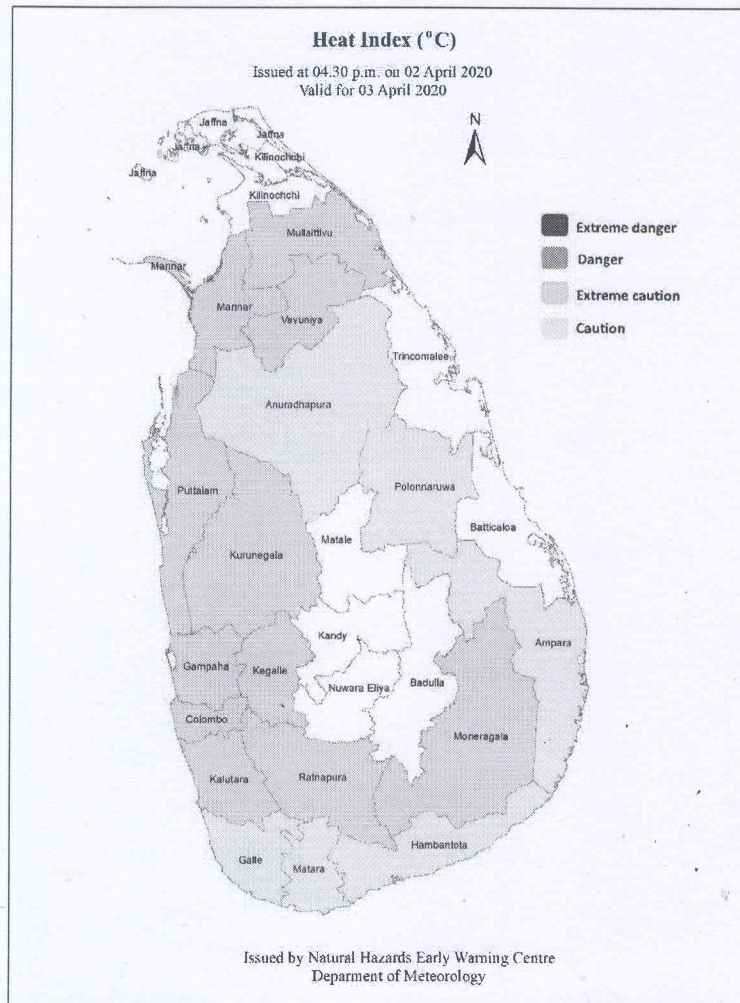 Heat Index (°C)
Issued at 04.30 p.m. on 02 April 2020
Valid for 03 April 2020
N
Jaffna
Jaffna
Jaffna
Kilinochchi
Jaffna
Kilinochchi
Mullaittivu
Extreme danger
Danger
Mannar
Extreme caution
Mannar
Vavuniya
Caution
Trincomalee
Anuradhapura
Polonnaruwa
Puttalam
Batticaloa
Matale
Kurunegala
Kandy
Ampara
Gampaha
Kegalle
Nuwara Eliya
Badulla
Colombo
Moneragala
Kalutara
Ratnapura
Hambantota
Galle
Matara
Issued by Natural Hazards Early Warning Centre
Deparment of Meteorology